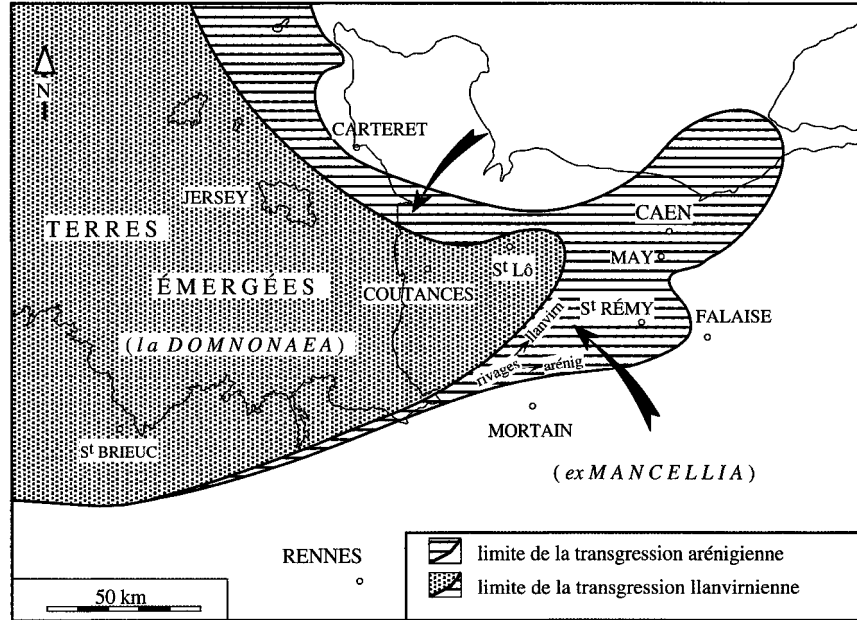 N
CARTERET
JERSEY
TERRES
CAEN
St LÔ
MAY
ÉMERGÉES
COUTANCES
St RÉMY
FALAISE
(la DOMNONAEA)
rivages llanvirn
arénig
MORTAIN
St BRIEUC
(ex MANCELLIA)
RENNES
limite de la transgression arénigienne
limite de la transgression llanvirnienne
50 km